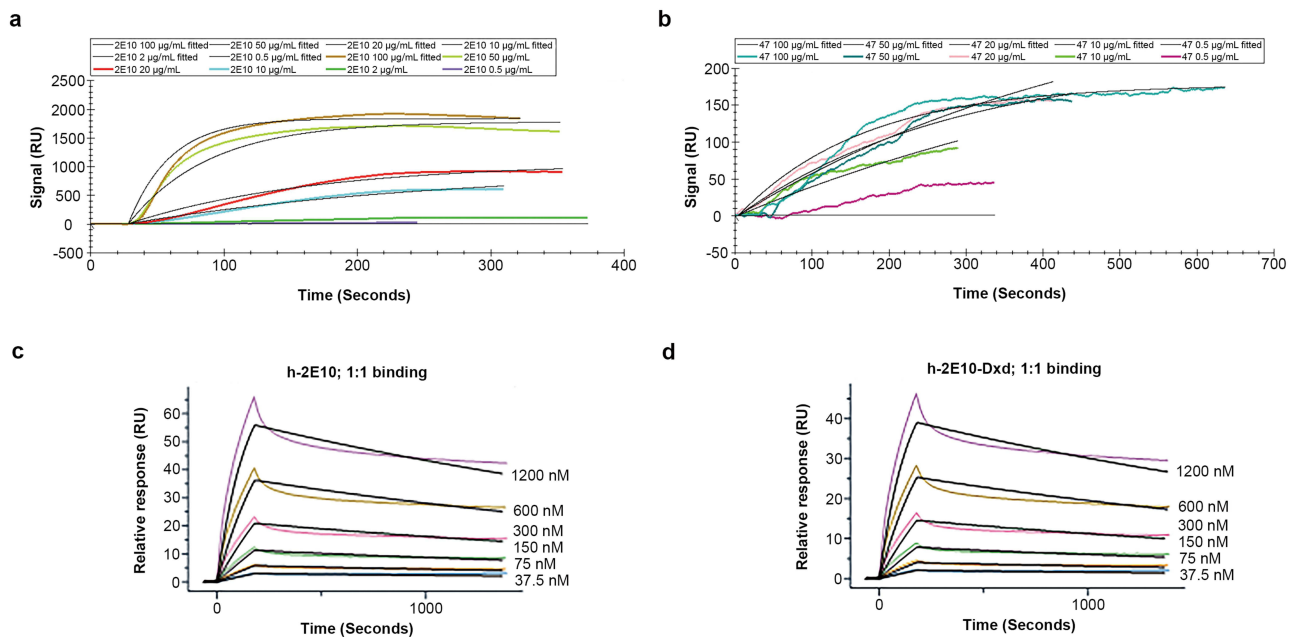 a
2E10 100 µg/mL fitted 2E10 50 µg/mL fitted 2E10 20 µg/mL fitted 2E10 10 µg/mL fitted
2E10 2 µg/mL fitted 2E10 0.5 µg/mL fitted 2E10 100 µg/mL 2E10 50 µg/mL
2E10 20 µg/mL 2E10 10 µg/mL 2E10 2 µg/mL 2E10 0.5 µg/mL
Signal (RU)
2500
2000
1500
1000
500
0
-500
0 100 200 300 400
Time (Seconds)
b
47 100 µg/mL fitted 47 50 µg/mL fitted 47 20 µg/mL fitted 47 10 µg/mL fitted 47 0.5 µg/mL fitted
47 100 µg/mL 47 50 µg/mL 47 20 µg/mL 47 10 µg/mL 47 0.5 µg/mL
Signal (RU)
200
150
100
50
0
-50
0 100 200 300 400 500 600 700
Time (Seconds)
c
h-2E10; 1:1 binding
Relative response (RU)
60
50
40
30
20
10
0
1200 nM
600 nM
300 nM
150 nM
75 nM
37.5 nM
0 1000
Time (Seconds)
d
h-2E10-Dxd; 1:1 binding
Relative response (RU)
40
30
20
10
0
1200 nM
600 nM
300 nM
150 nM
75 nM
37.5 nM
0 1000
Time (Seconds)